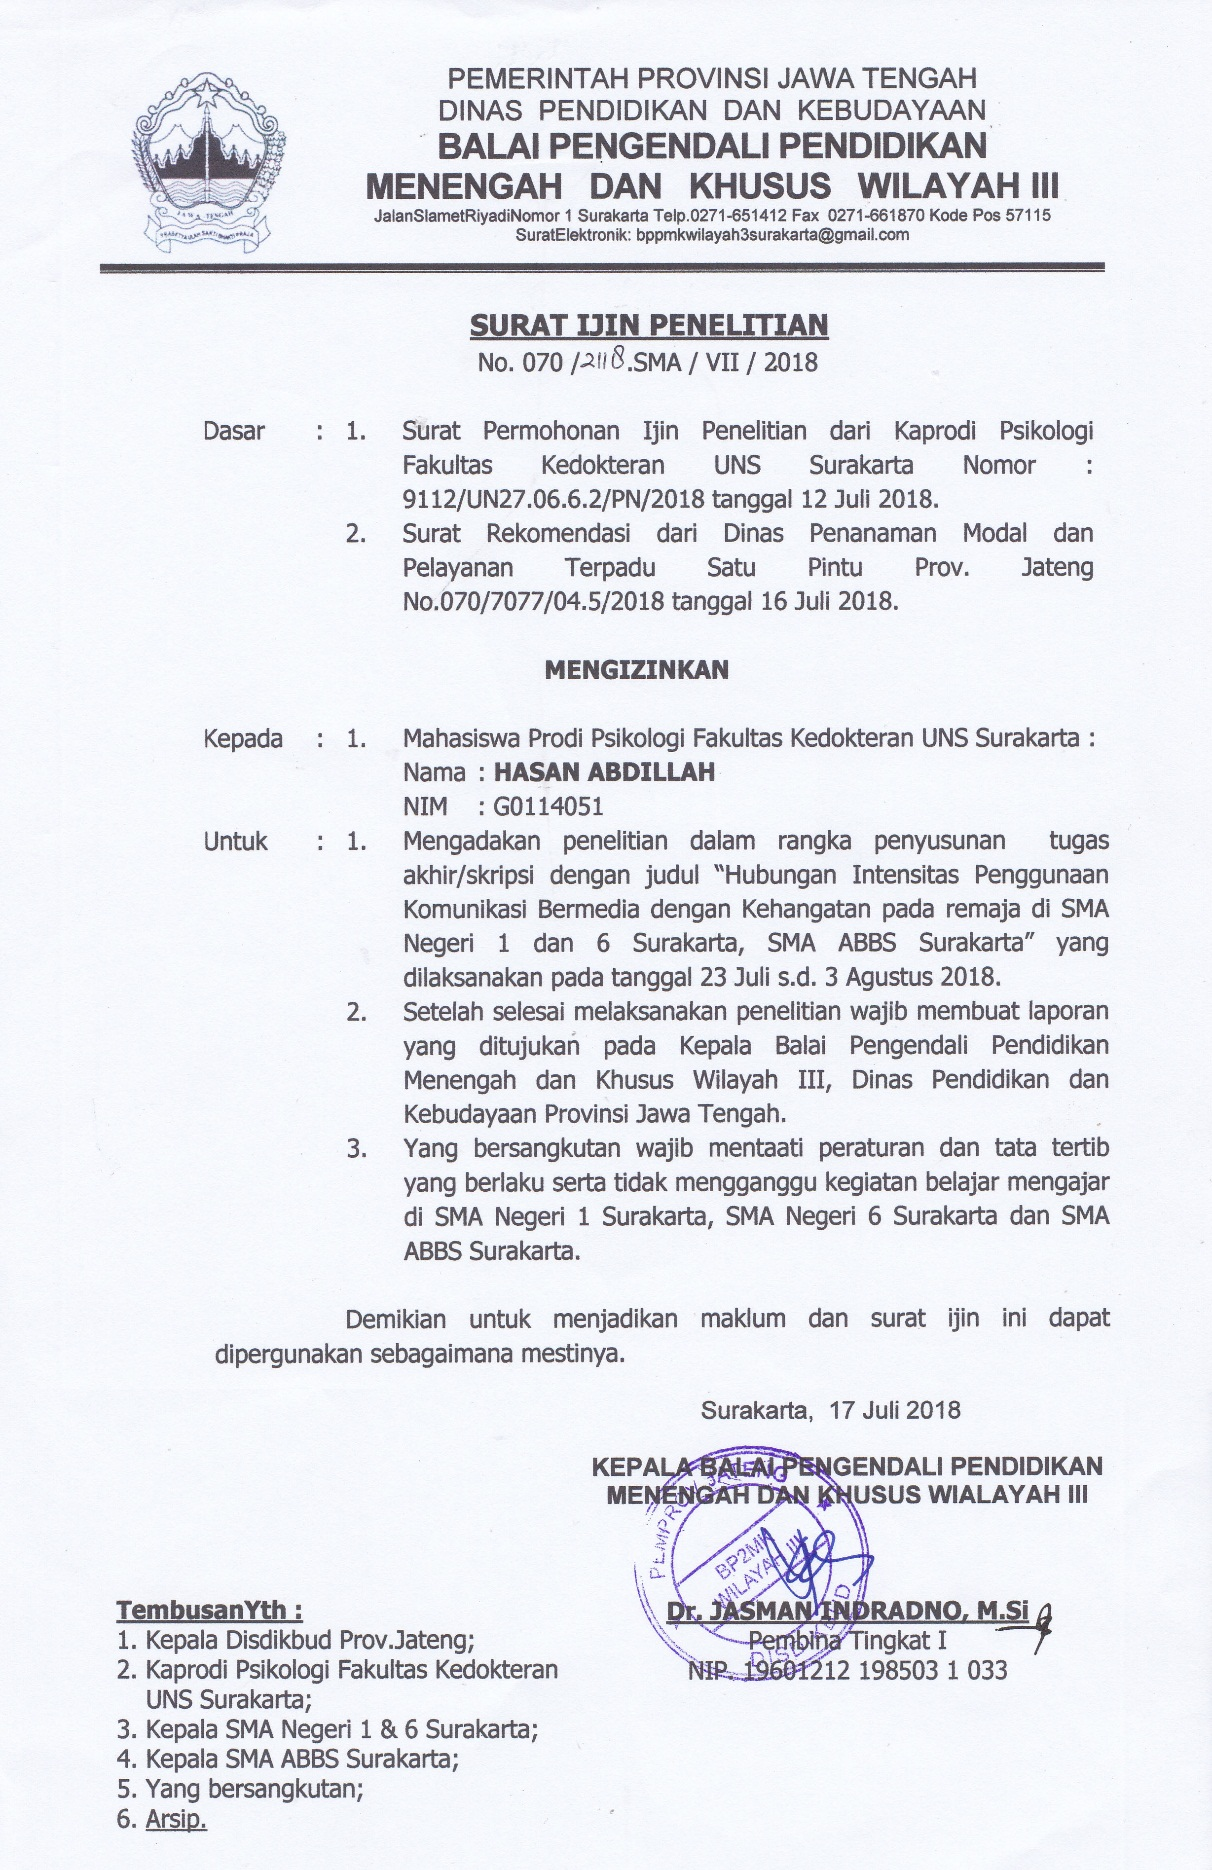 PEMERINTAH PROVINSI JAWA TENGAH
DINAS PENDIDIKAN DAN KEBUDAYAAN
BALAI PENGENDALI PENDIDIKAN
MENENGAH DAN KHUSUS WILAYAH III
JalanSlametRiyadiNomor 1 Surakarta Telp.0271-651412 Fax 0271-661870 Kode Pos 57115
SuratElektronik: bppmkwilayah3surakarta@gmail.com
JAWA TENGAH
SURAT IJIN PENELITIAN
No. 070 /2118.SMA / VII / 2018
Dasar : 1. Surat Permohonan Ijin Penelitian dari Kaprodi Psikologi
Fakultas Kedokteran UNS Surakarta Nomor :
9112/UN27.06.6.2/PN/2018 tanggal 12 Juli 2018.
2. Surat Rekomendasi dari Dinas Penanaman Modal dan
Pelayanan Terpadu Satu Pintu Prov. Jateng
No.070/7077/04.5/2018 tanggal 16 Juli 2018.
MENGIZINKAN
Kepada : 1. Mahasiswa Prodi Psikologi Fakultas Kedokteran UNS Surakarta :
Nama : HASAN ABDILLAH
NIM : G0114051
Untuk : 1. Mengadakan penelitian dalam rangka penyusunan tugas
akhir/skripsi dengan judul “Hubungan Intensitas Penggunaan
Komunikasi Bermedia dengan Kehangatan pada remaja di SMA
Negeri 1 dan 6 Surakarta, SMA ABBS Surakarta” yang
dilaksanakan pada tanggal 23 Juli s.d. 3 Agustus 2018.
2. Setelah selesai melaksanakan penelitian wajib membuat laporan
yang ditujukan pada Kepala Balai Pengendali Pendidikan
Menengah dan Khusus Wilayah III, Dinas Pendidikan dan
Kebudayaan Provinsi Jawa Tengah.
3. Yang bersangkutan wajib mentaati peraturan dan tata tertib
yang berlaku serta tidak mengganggu kegiatan belajar mengajar
di SMA Negeri 1 Surakarta, SMA Negeri 6 Surakarta dan SMA
ABBS Surakarta.
Demikian untuk menjadikan maklum dan surat ijin ini dapat
dipergunakan sebagaimana mestinya.
Surakarta, 17 Juli 2018
KEPALA BALAI PENGENDALI PENDIDIKAN
MENENGAH DAN KHUSUS WIALAYAH III
PEMPROV JATENG
BP2MK
WILAYAH III
DISDIKBUD
Dr. JASMAN INDRADNO, M.Si
Pembina Tingkat I
NIP. 19601212 198503 1 033
TembusanYth :
1. Kepala Disdikbud Prov.Jateng;
2. Kaprodi Psikologi Fakultas Kedokteran
UNS Surakarta;
3. Kepala SMA Negeri 1 & 6 Surakarta;
4. Kepala SMA ABBS Surakarta;
5. Yang bersangkutan;
6. Arsip.